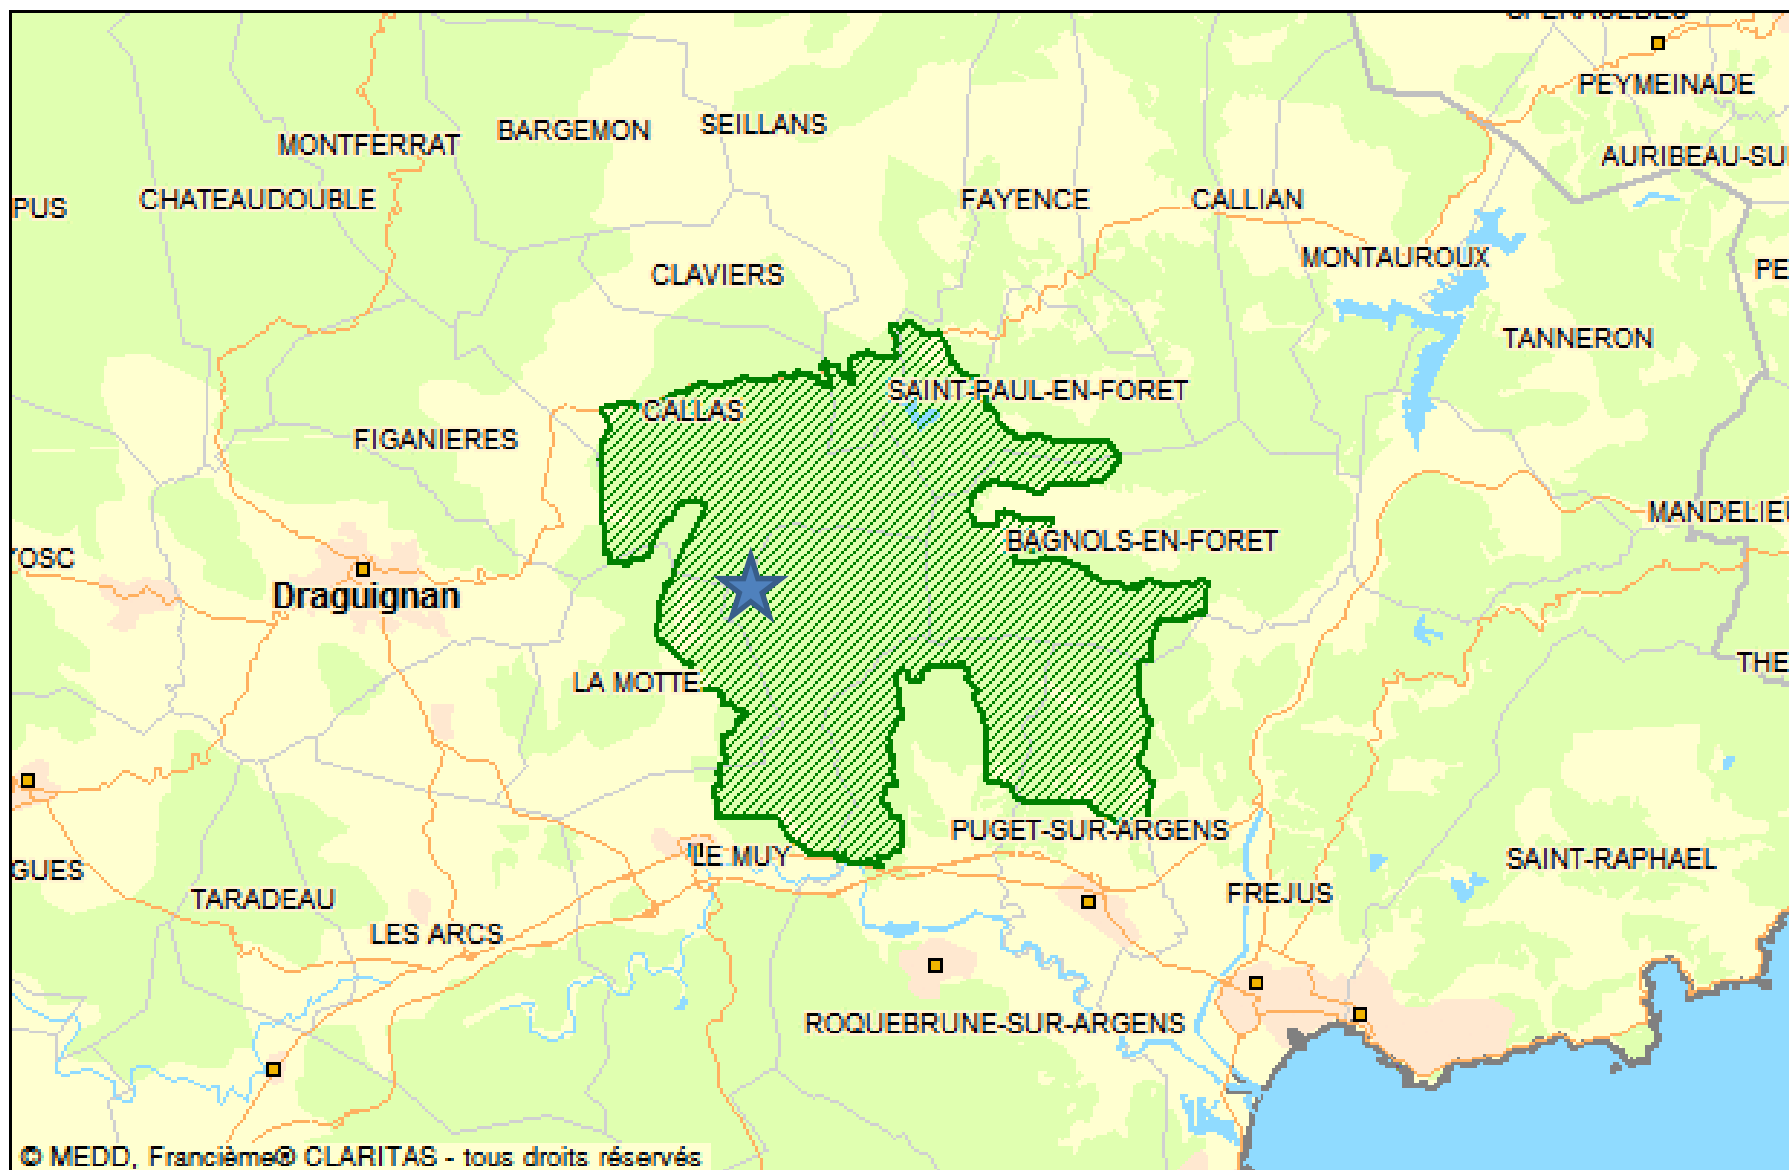 PEYMEINADE
SEILLANS
BARGEMON
MONTFERRAT
AURIBEAU-SU
CHATEAUDOUBLE
FAYENCE
CALLIAN
PUS
MONTAUROUX
PE
CLAVIERS
TANNERON
SAINT-PAUL-EN-FORET
CALLAS
FIGANIERES
MANDELIEU
BAGNOLS-EN-FORET
TOSC
Draguignan
THE
LA MOTTE
PUGET-SUR-ARGENS
LE MUY
SAINT-RAPHAEL
GUES
FREJUS
TARADEAU
LES ARCS
ROQUEBRUNE-SUR-ARGENS
© MEDD, Francième® CLARITAS - tous droits réservés